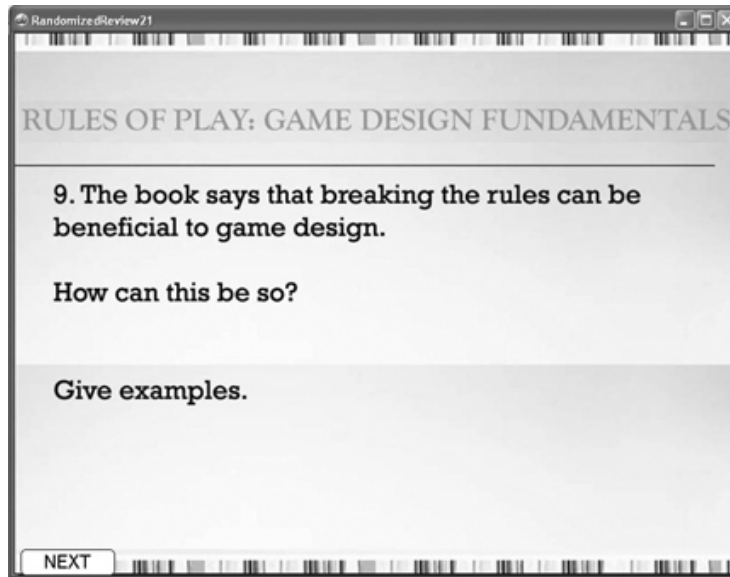 RandomizedReview21
RULES OF PLAY: GAME DESIGN FUNDAMENTALS
9. The book says that breaking the rules can be
beneficial to game design.
How can this be so?
Give examples.
NEXT